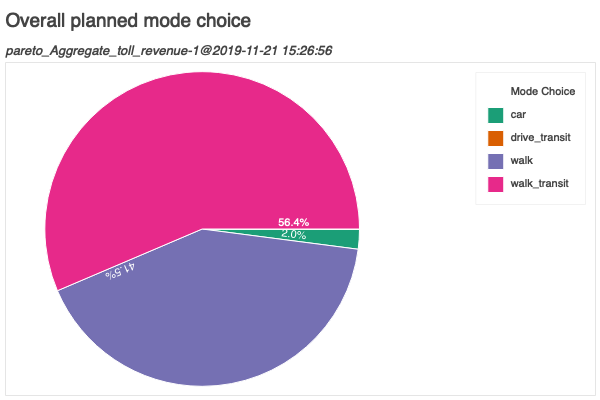 Overall planned mode choice
pareto_Aggregate_toll_revenue-1@2019-11-21 15:26:56
Mode Choice
car
drive_transit
walk
walk_transit
56.4%
2.0%
41.5%